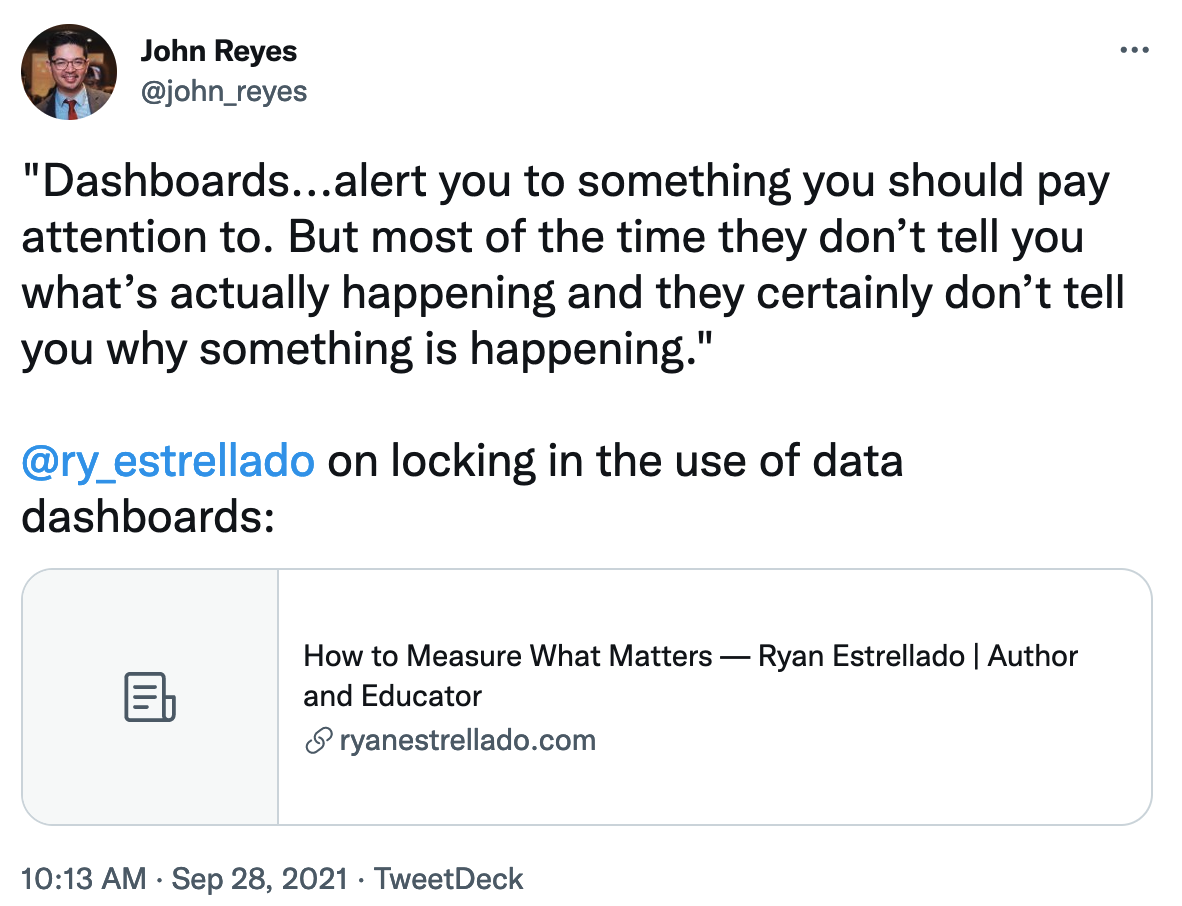 John Reyes
@john_reyes
"Dashboards...alert you to something you should pay
attention to. But most of the time they don’t tell you
what’s actually happening and they certainly don’t tell
you why something is happening."
@ry_estrellado on locking in the use of data
dashboards:
How to Measure What Matters — Ryan Estrellado | Author
and Educator
ryanestrellado.com
10:13 AM · Sep 28, 2021 · TweetDeck